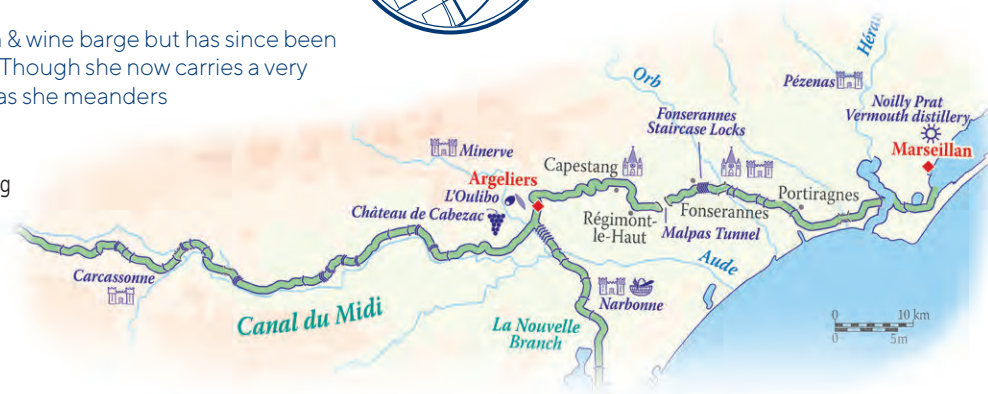 & wine barge but has since been
Though she now carries a very
as she meanders
g
Orb
Hérau
Pézenas
Noilly Prat
Vermouth distillery
Marseillan
Fonserannes
Staircase Locks
Minerve
Capestang
Argeliers
L'Oulibo
Château de Cabezac
Portiragnes
Régimont-
le-Haut
Fonserannes
Malpas Tunnel
Aude
Carcassonne
Canal du Midi
Narbonne
La Nouvelle
Branch
0 10 km
0 5m